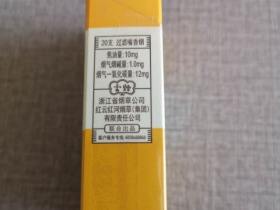 20支 过滤嘴香烟
焦油量：10mg
烟气烟碱量：1.0mg
烟气一氧化碳量：12mg
浙江省烟草公司
红云红河烟草(集团)
有限责任公司
联合出品